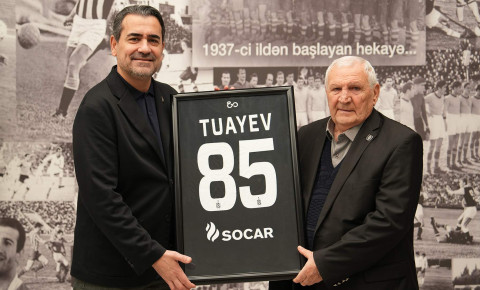 1937-ci ildən başlayan hekayə...
TUAYEV
85
SOCAR